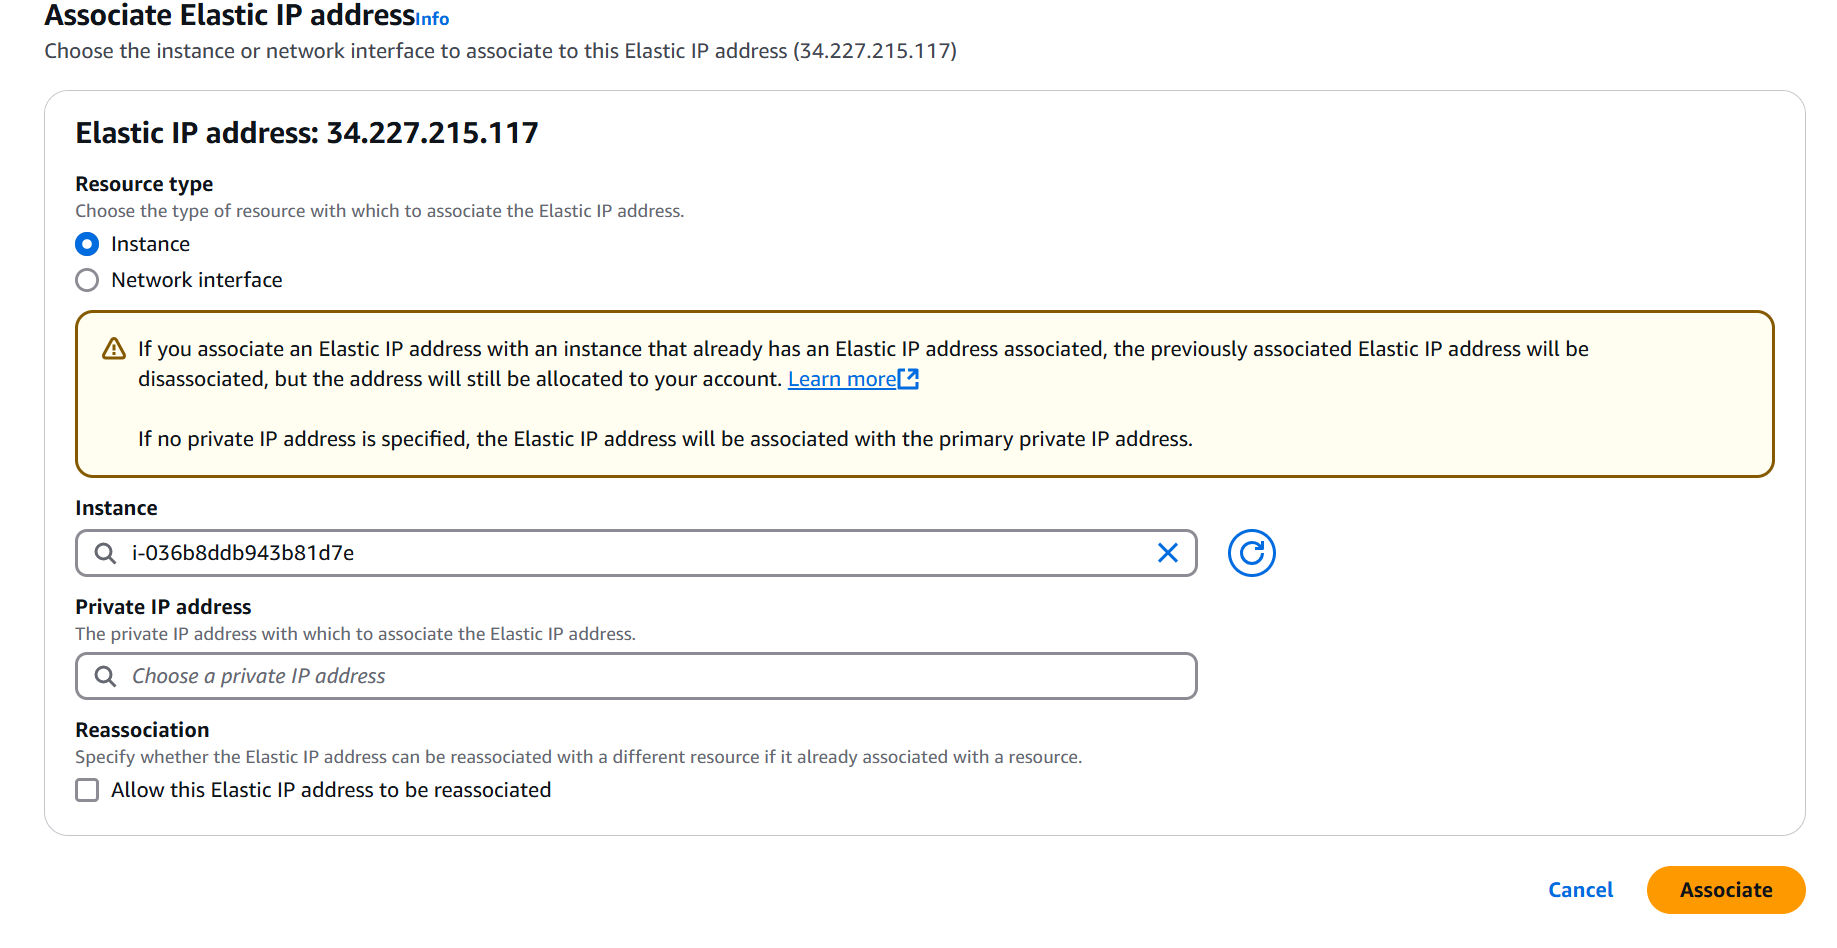 Associate Elastic IP address Info
Choose the instance or network interface to associate to this Elastic IP address (34.227.215.117)
Elastic IP address: 34.227.215.117
Resource type
Choose the type of resource with which to associate the Elastic IP address.
Instance
Network interface
If you associate an Elastic IP address with an instance that already has an Elastic IP address associated, the previously associated Elastic IP address will be
disassociated, but the address will still be allocated to your account. Learn more
If no private IP address is specified, the Elastic IP address will be associated with the primary private IP address.
Instance
i-036b8ddb943b81d7e
Private IP address
The private IP address with which to associate the Elastic IP address.
Choose a private IP address
Reassociation
Specify whether the Elastic IP address can be reassociated with a different resource if it already associated with a resource.
Allow this Elastic IP address to be reassociated
Cancel Associate